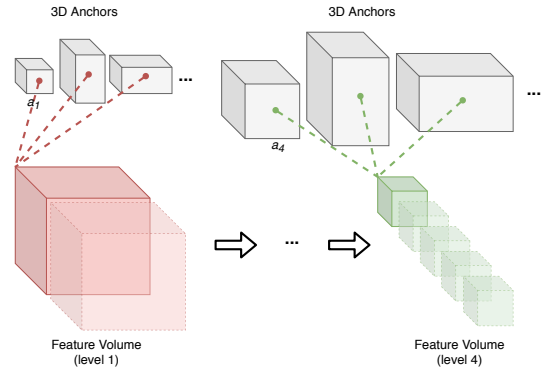 3D Anchors
3D Anchors
...
...
a1
a4
...
Feature Volume
(level 1)
Feature Volume
(level 4)